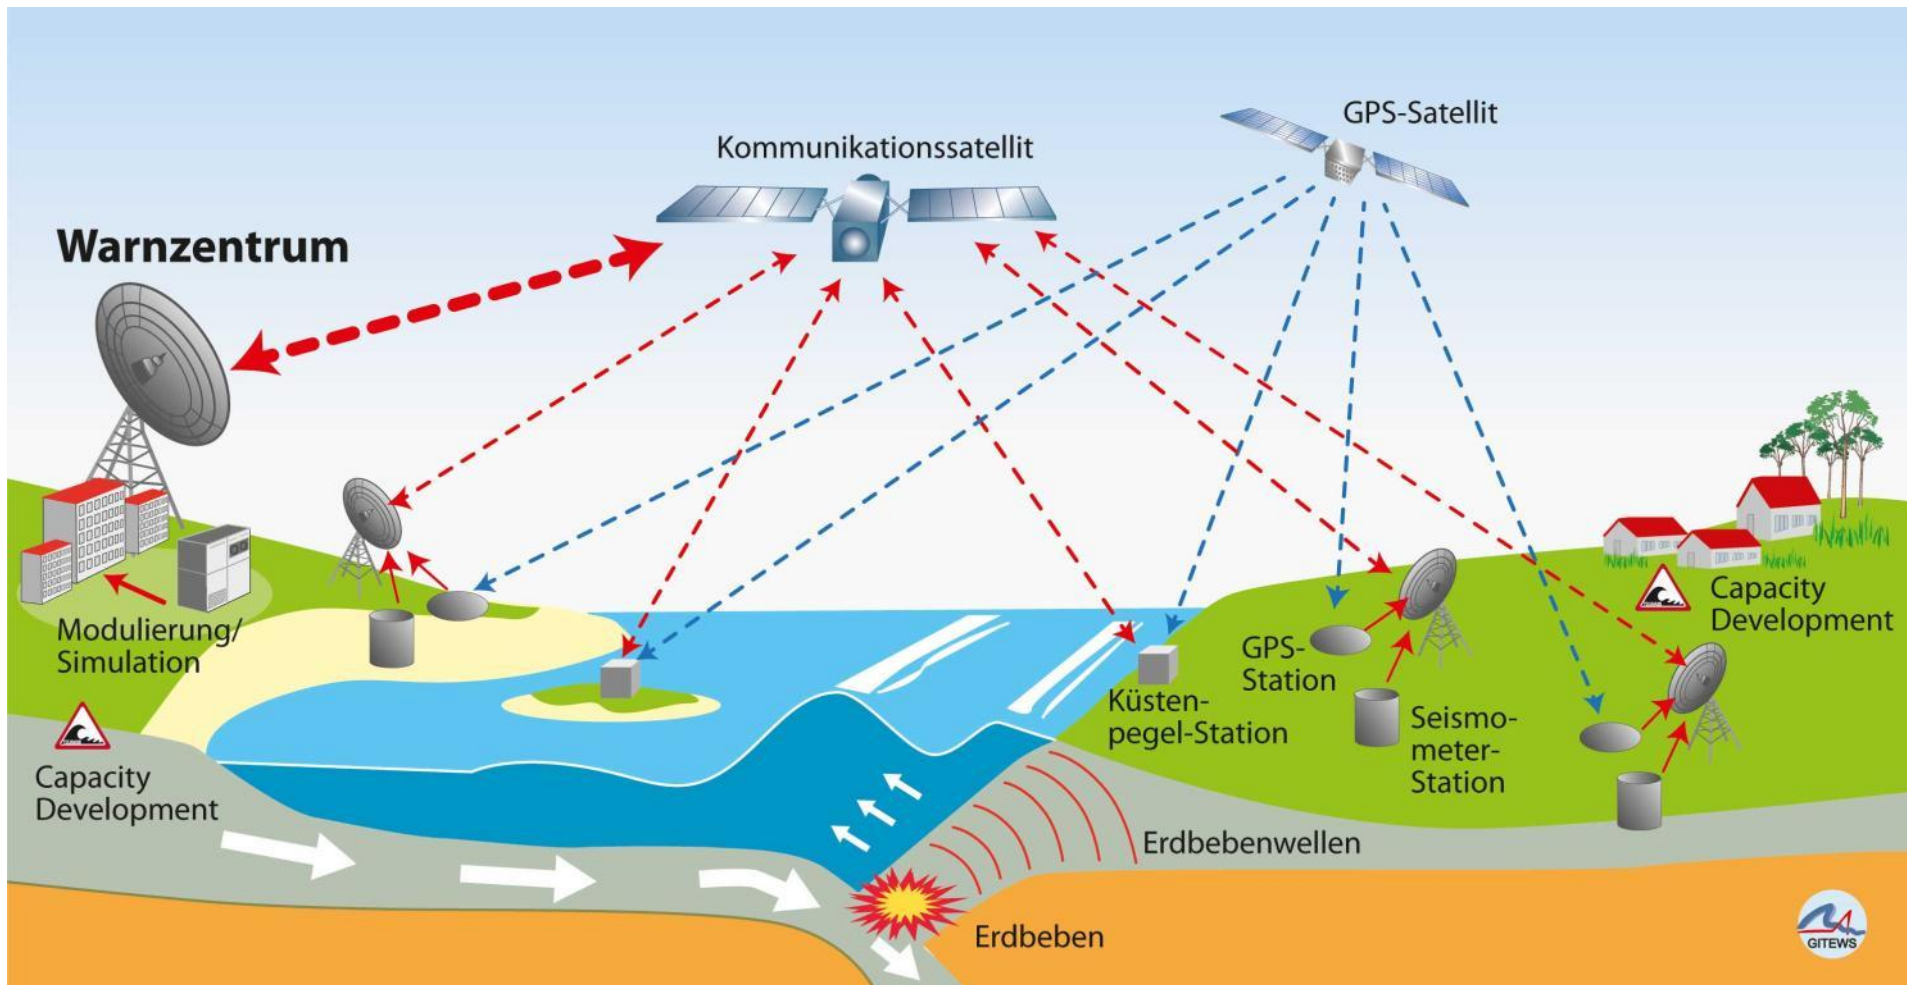 GPS-Satellit
Kommunikationssatellit
Warnzentrum
Modulierung/
Simulation
Capacity
Development
Capacity
Development
GPS-
Station
Küsten-
pegel-Station
Seismo-
meter-
Station
Erdbebenwellen
Erdbeben
GITEWS